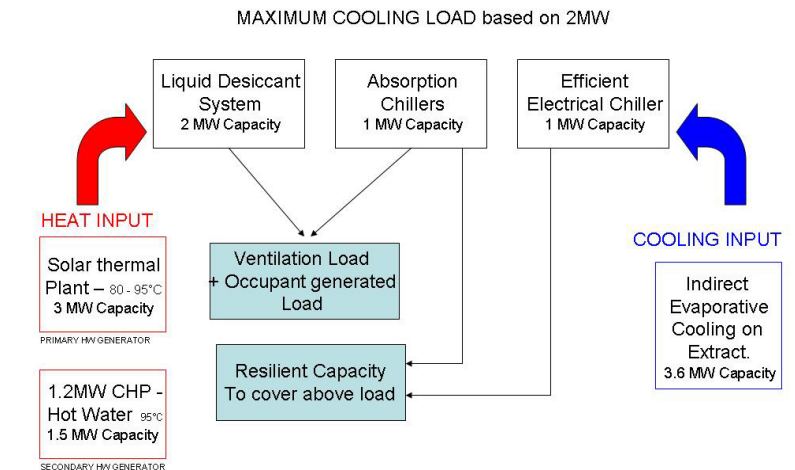 MAXIMUM COOLING LOAD based on 2MW
Liquid Desiccant
System
2 MW Capacity
Absorption
Chillers
1 MW Capacity
Efficient
Electrical Chiller
1 MW Capacity
HEAT INPUT
Solar thermal
Plant – 80 - 95°C
3 MW Capacity
PRIMARY HW GENERATOR
1.2MW CHP -
Hot Water 95°C
1.5 MW Capacity
SECONDARY HW GENERATOR
Ventilation Load
+ Occupant generated
Load
Resilient Capacity
To cover above load
COOLING INPUT
Indirect
Evaporative
Cooling on
Extract.
3.6 MW Capacity